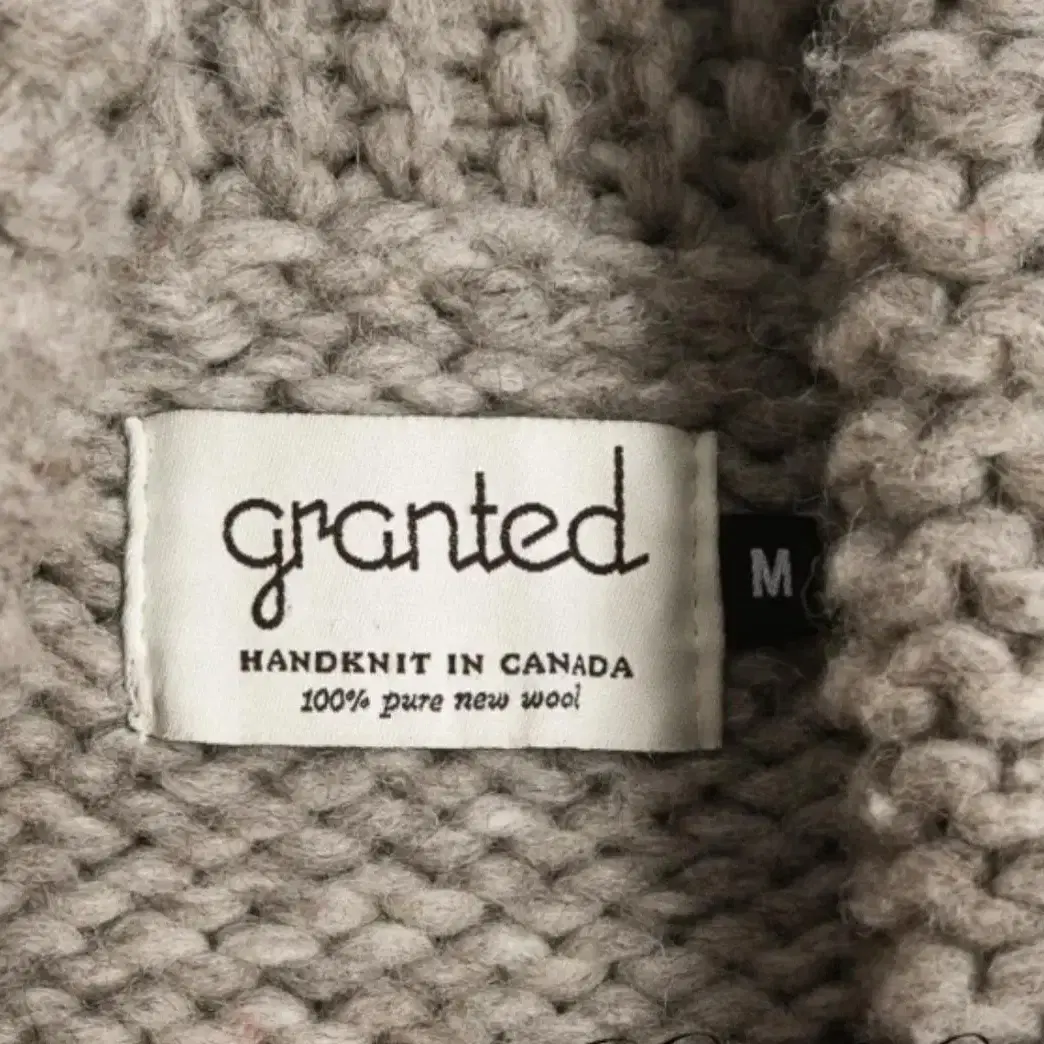 granted
M
HANDKNIT IN CANADA
100% pure new wool